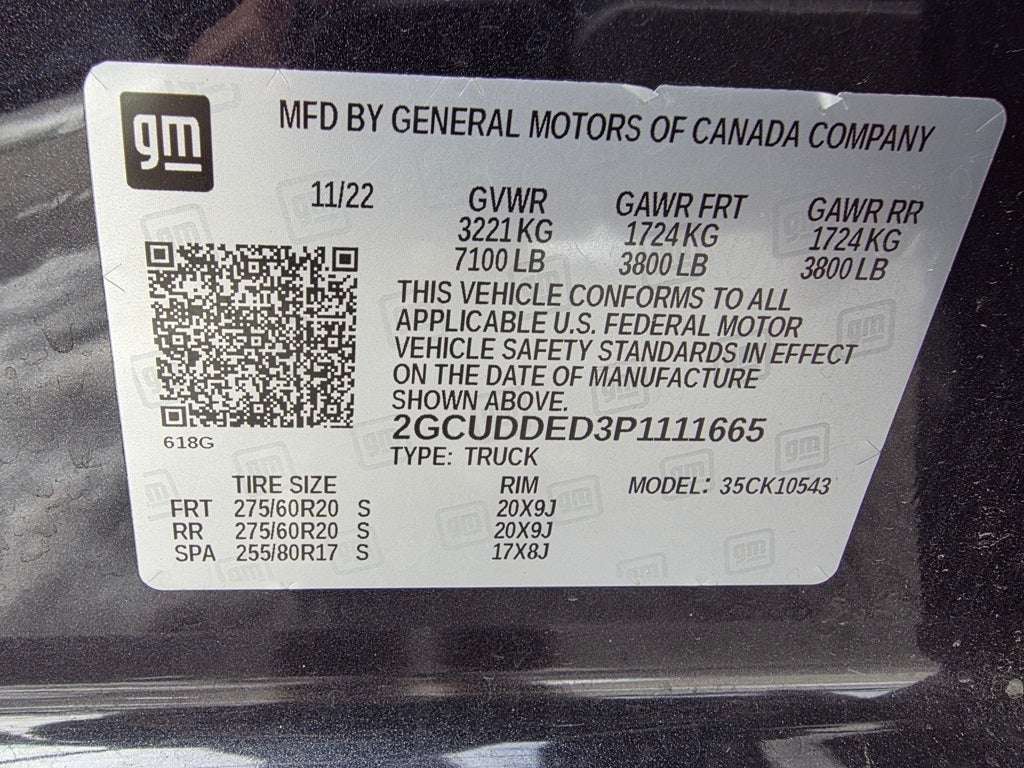 gm
MFD BY GENERAL MOTORS OF CANADA COMPANY
11/22 GVWR GAWR FRT GAWR RR
3221 KG 1724 KG 1724 KG
7100 LB 3800 LB 3800 LB
THIS VEHICLE CONFORMS TO ALL
APPLICABLE U.S. FEDERAL MOTOR
VEHICLE SAFETY STANDARDS IN EFFECT
ON THE DATE OF MANUFACTURE
SHOWN ABOVE.
2GCUDDED3P1111665
618G
TYPE: TRUCK
TIRE SIZE RIM MODEL: 35CK10543
FRT 275/60R20 S 20X9J
RR 275/60R20 S 20X9J
SPA 255/80R17 S 17X8J